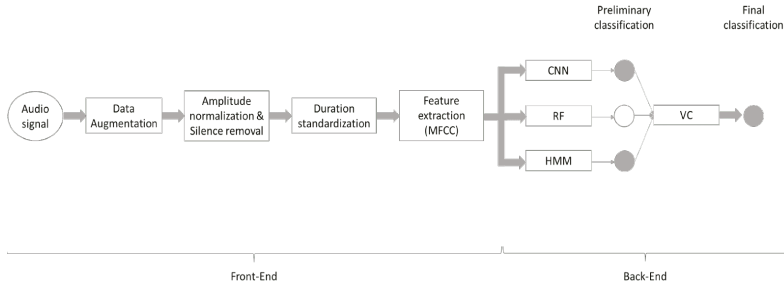 Preliminary
classification
Final
classification
Audio
signal
Data
Augmentation
Amplitude
normalization &
Silence removal
Duration
standardization
Feature
extraction
(MFCC)
CNN
RF
HMM
VC
Front-End
Back-End